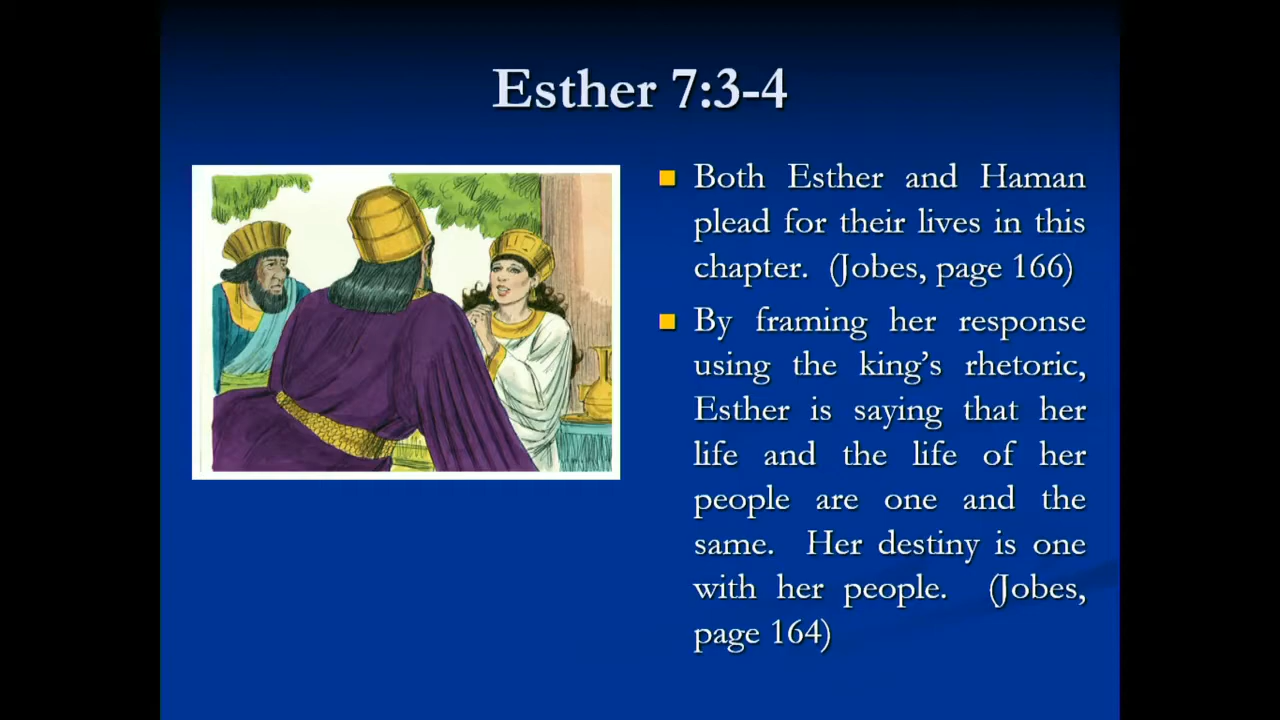 Esther 7:3-4
Both Esther and Haman
plead for their lives in this
chapter. (Jobes, page 166)
By framing her response
using the king’s rhetoric,
Esther is saying that her
life and the life of her
people are one and the
same. Her destiny is one
with her people. (Jobes,
page 164)